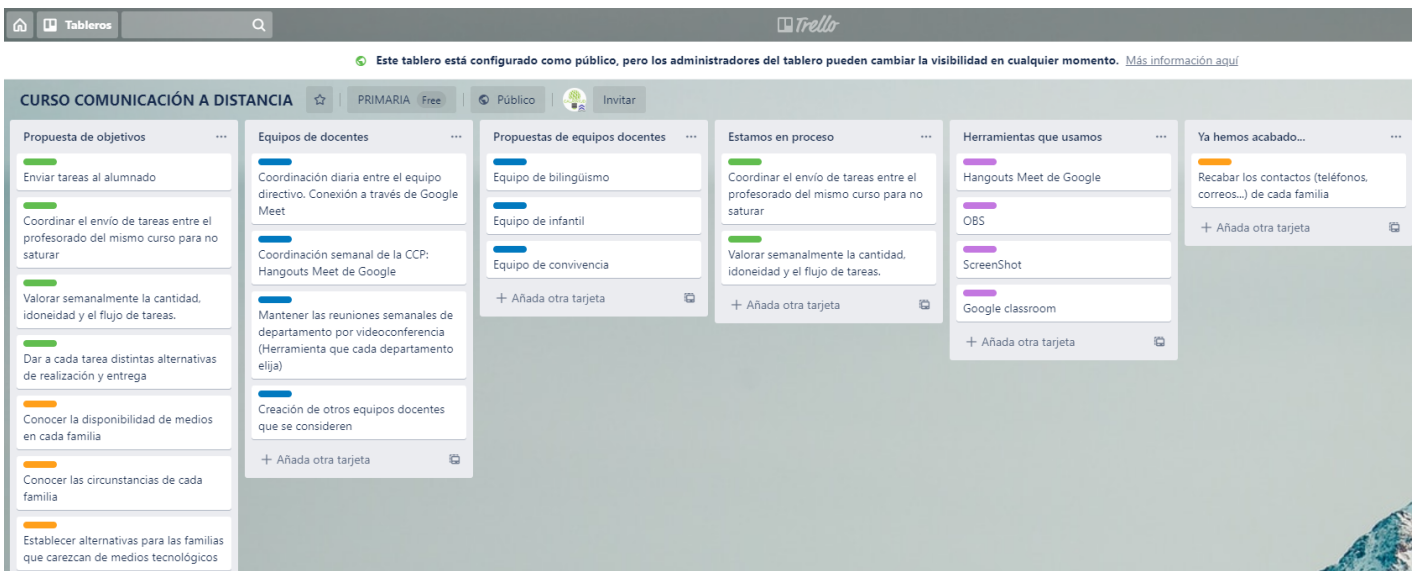 Tableros
Trello
Este tablero está configurado como público, pero los administradores del tablero pueden cambiar la visibilidad en cualquier momento. Más información aquí
CURSO COMUNICACIÓN A DISTANCIA
PRIMARIA Free
Público
Invitar
Propuesta de objetivos
Enviar tareas al alumnado
Coordinar el envío de tareas entre el
profesorado del mismo curso para no
saturar
Valorar semanalmente la cantidad,
idoneidad y el flujo de tareas.
Dar a cada tarea distintas alternativas
de realización y entrega
Conocer la disponibilidad de medios
en cada familia
Conocer las circunstancias de cada
familia
Establecer alternativas para las familias
que carezcan de medios tecnológicos
Equipos de docentes
Coordinación diaria entre el equipo
directivo. Conexión a través de Google
Meet
Coordinación semanal de la CCP:
Hangouts Meet de Google
Mantener las reuniones semanales de
departamento por videoconferencia
(Herramienta que cada departamento
elija)
Creación de otros equipos docentes
que se consideren
+ Añada otra tarjeta
Propuestas de equipos docentes
Equipo de bilingüismo
Equipo de infantil
Equipo de convivencia
+ Añada otra tarjeta
Estamos en proceso
Coordinar el envío de tareas entre el
profesorado del mismo curso para no
saturar
Valorar semanalmente la cantidad,
idoneidad y el flujo de tareas.
+ Añada otra tarjeta
Herramientas que usamos
Hangouts Meet de Google
OBS
ScreenShot
Google classroom
+ Añada otra tarjeta
Ya hemos acabado...
Recabar los contactos (teléfonos,
correos...) de cada familia
+ Añada otra tarjeta